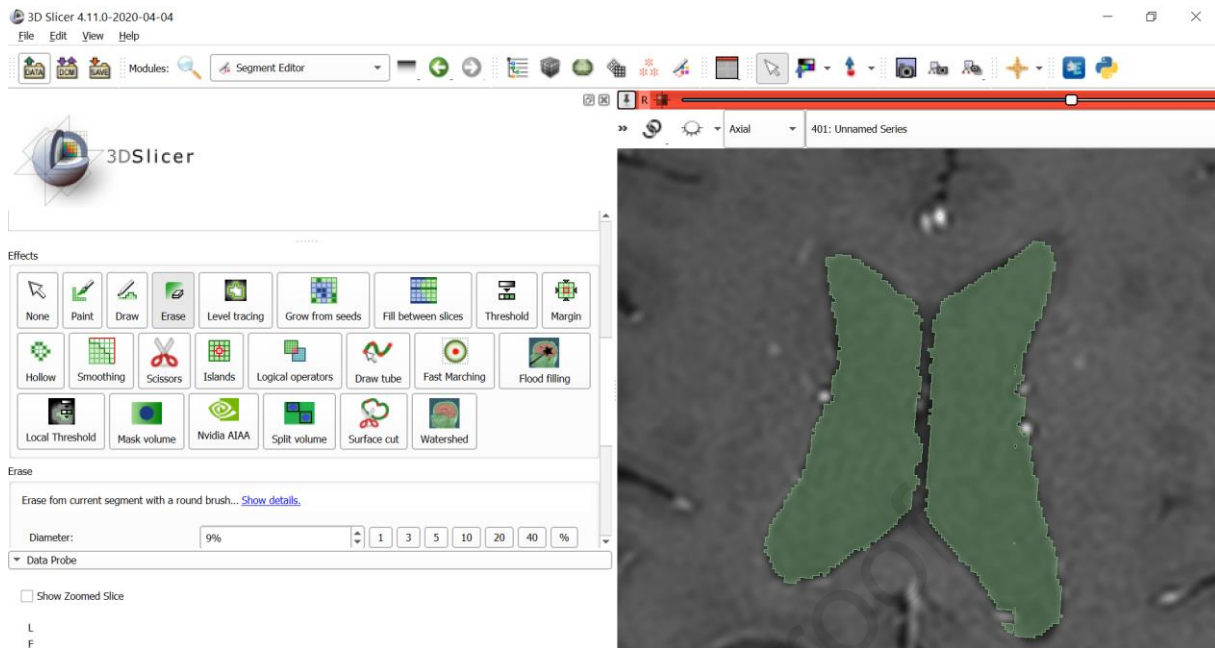 3D Slicer 4.11.0-2020-04-04
File Edit View Help
DATA DCM SAVE Modules: Segment Editor
R
3DSlicer
» Axial 401: Unnamed Series
Effects
None Paint Draw Erase Level tracing Grow from seeds Fill between slices Threshold Margin
Hollow Smoothing Scissors Islands Logical operators Draw tube Fast Marching Flood filling
Local Threshold Mask volume Nvidia AIAA Split volume Surface cut Watershed
Erase
Erase fom current segment with a round brush... Show details.
Diameter: 9% 1 3 5 10 20 40 %
Data Probe
Show Zoomed Slice
L
F